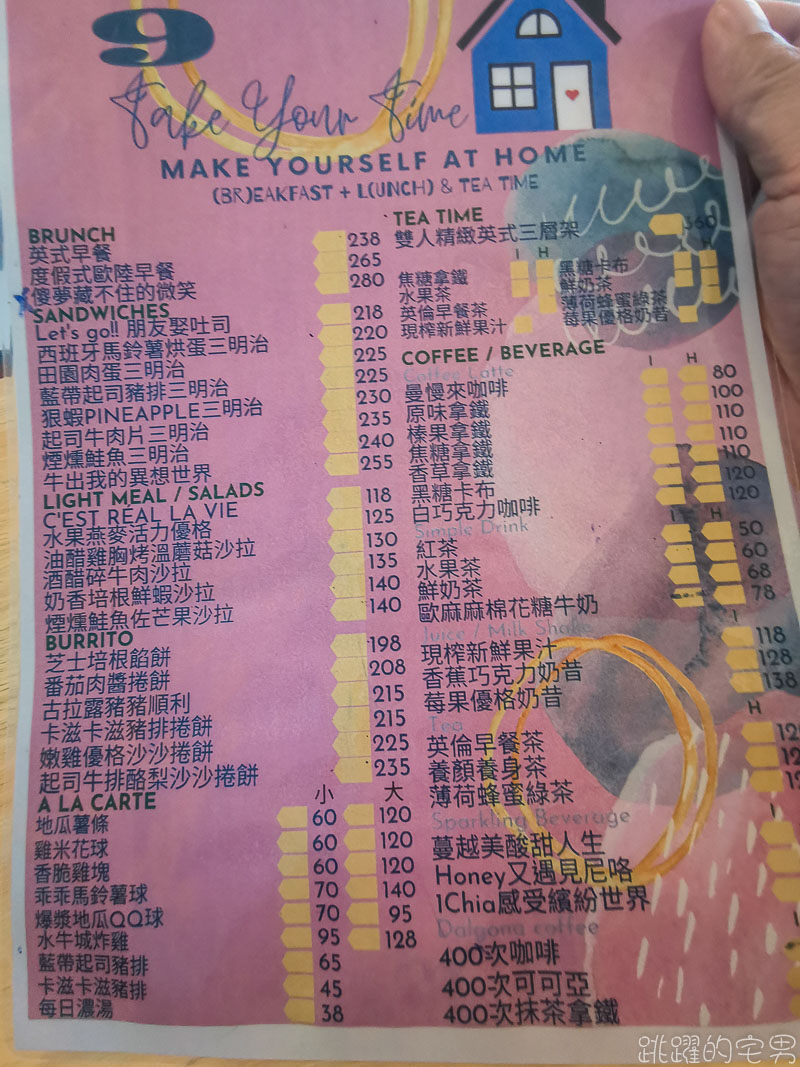 9
Take Your Time
MAKE YOURSELF AT HOME
(BR)EAKFAST + L(UNCH) & TEA TIME
BRUNCH
英式早餐 238
度假式歐陸早餐 265
傻夢藏不住的微笑 280
SANDWICHES
Let's go!! 朋友娶吐司 218
西班牙馬鈴薯烘蛋三明治 220
田園肉蛋三明治 225
藍帶起司豬排三明治 225
狠蝦PINEAPPLE三明治 230
起司牛肉片三明治 235
煙燻鮭魚三明治 240
牛出我的異想世界 255
LIGHT MEAL / SALADS
C'EST REAL LA VIE 118
水果燕麥活力優格 125
油醋雞胸烤溫蘑菇沙拉 130
酒醋碎牛肉沙拉 135
奶香培根鮮蝦沙拉 140
煙燻鮭魚佐芒果沙拉 140
BURRITO
芝士培根餡餅 198
番茄肉醬捲餅 208
古拉露豬豬順利 215
卡滋卡滋豬排捲餅 215
嫩雞優格沙沙捲餅 225
起司牛排酪梨沙沙捲餅 235
A LA CARTE 小 大
地瓜薯條 60 120
雞米花球 60 120
香脆雞塊 60 120
乖乖馬鈴薯球 70 140
爆漿地瓜QQ球 70 95
水牛城炸雞 95 128
藍帶起司豬排 65
卡滋卡滋豬排 45
每日濃湯 38
TEA TIME
雙人精緻英式三層架 360
I H H
焦糖拿鐵 黑糖卡布
水果茶 鮮奶茶
英倫早餐茶 薄荷蜂蜜綠茶
現榨新鮮果汁 莓果優格奶昔
COFFEE / BEVERAGE
Coffee Latte I H
曼慢來咖啡 80
原味拿鐵 100
榛果拿鐵 110
焦糖拿鐵 110
香草拿鐵 110
黑糖卡布 120
白巧克力咖啡 120
Simple Drink I H
紅茶 50
水果茶 60
鮮奶茶 68
歐麻麻棉花糖牛奶 78
Juice / Milk Shake I
現榨新鮮果汁 118
香蕉巧克力奶昔 128
莓果優格奶昔 138
Tea H
英倫早餐茶
養顏養身茶
薄荷蜂蜜綠茶
Sparkling Beverage I
蔓越美酸甜人生
Honey又遇見尼咯
1Chia感受繽紛世界
Dalgona coffee
400次咖啡
400次可可亞
400次抹茶拿鐵
跳躍的宅男